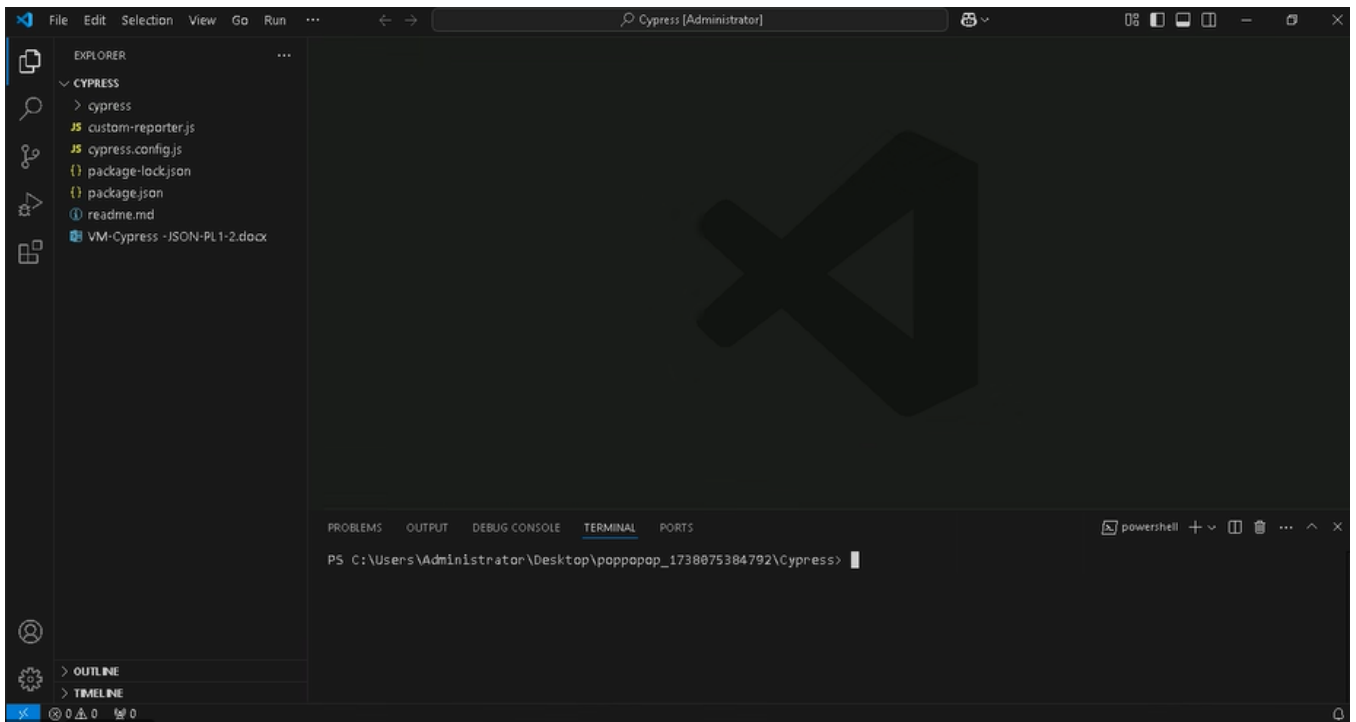 File Edit Selection View Go Run ···
Cypress [Administrator]
EXPLORER ···
CYPRESS
cypress
JS custom-reporter.js
JS cypress.config.js
{} package-lock.json
{} package.json
readme.md
VM-Cypress -JSON-PL1-2.docx
PROBLEMS OUTPUT DEBUG CONSOLE TERMINAL PORTS
powershell
PS C:\Users\Administrator\Desktop\poppopop_1738075384792\Cypress>
OUTLINE
TIMELINE
0 0 0